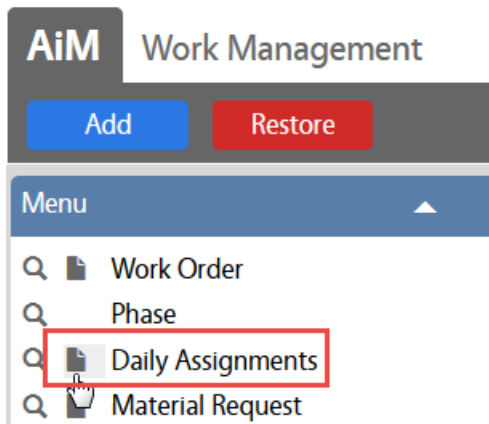 AiM Work Management
Add Restore
Menu
Work Order
Phase
Daily Assignments
Material Request